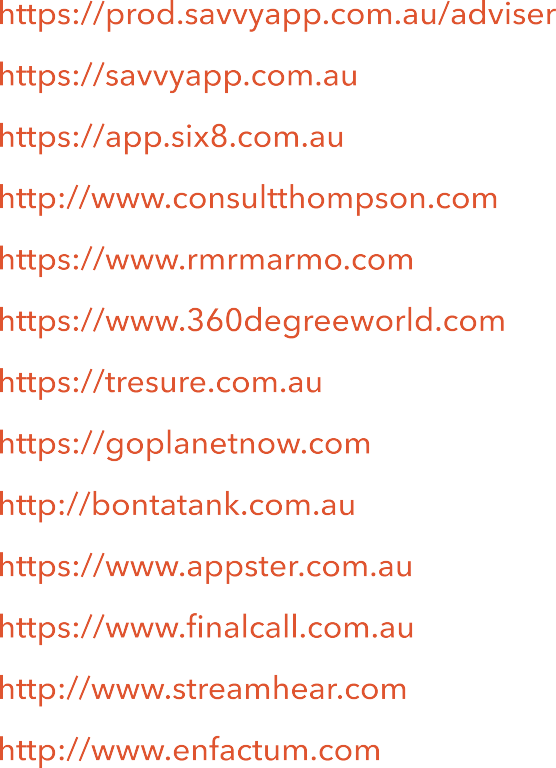 https://prod.savvyapp.com.au/adviser
https://savvyapp.com.au
https://app.six8.com.au
http://www.consultthompson.com
https://www.rmrmarmo.com
https://www.360degreeworld.com
https://tresure.com.au
https://goplanetnow.com
http://bontatank.com.au
https://www.appster.com.au
https://www.finalcall.com.au
http://www.streamhear.com
http://www.enfactum.com